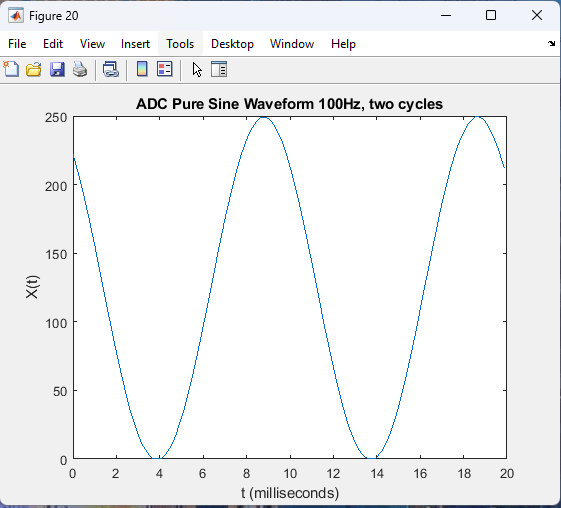 Figure 20
File Edit View Insert Tools Desktop Window Help
ADC Pure Sine Waveform 100Hz, two cycles
250
200
150
100
50
0
X(t)
0 2 4 6 8 10 12 14 16 18 20
t (milliseconds)